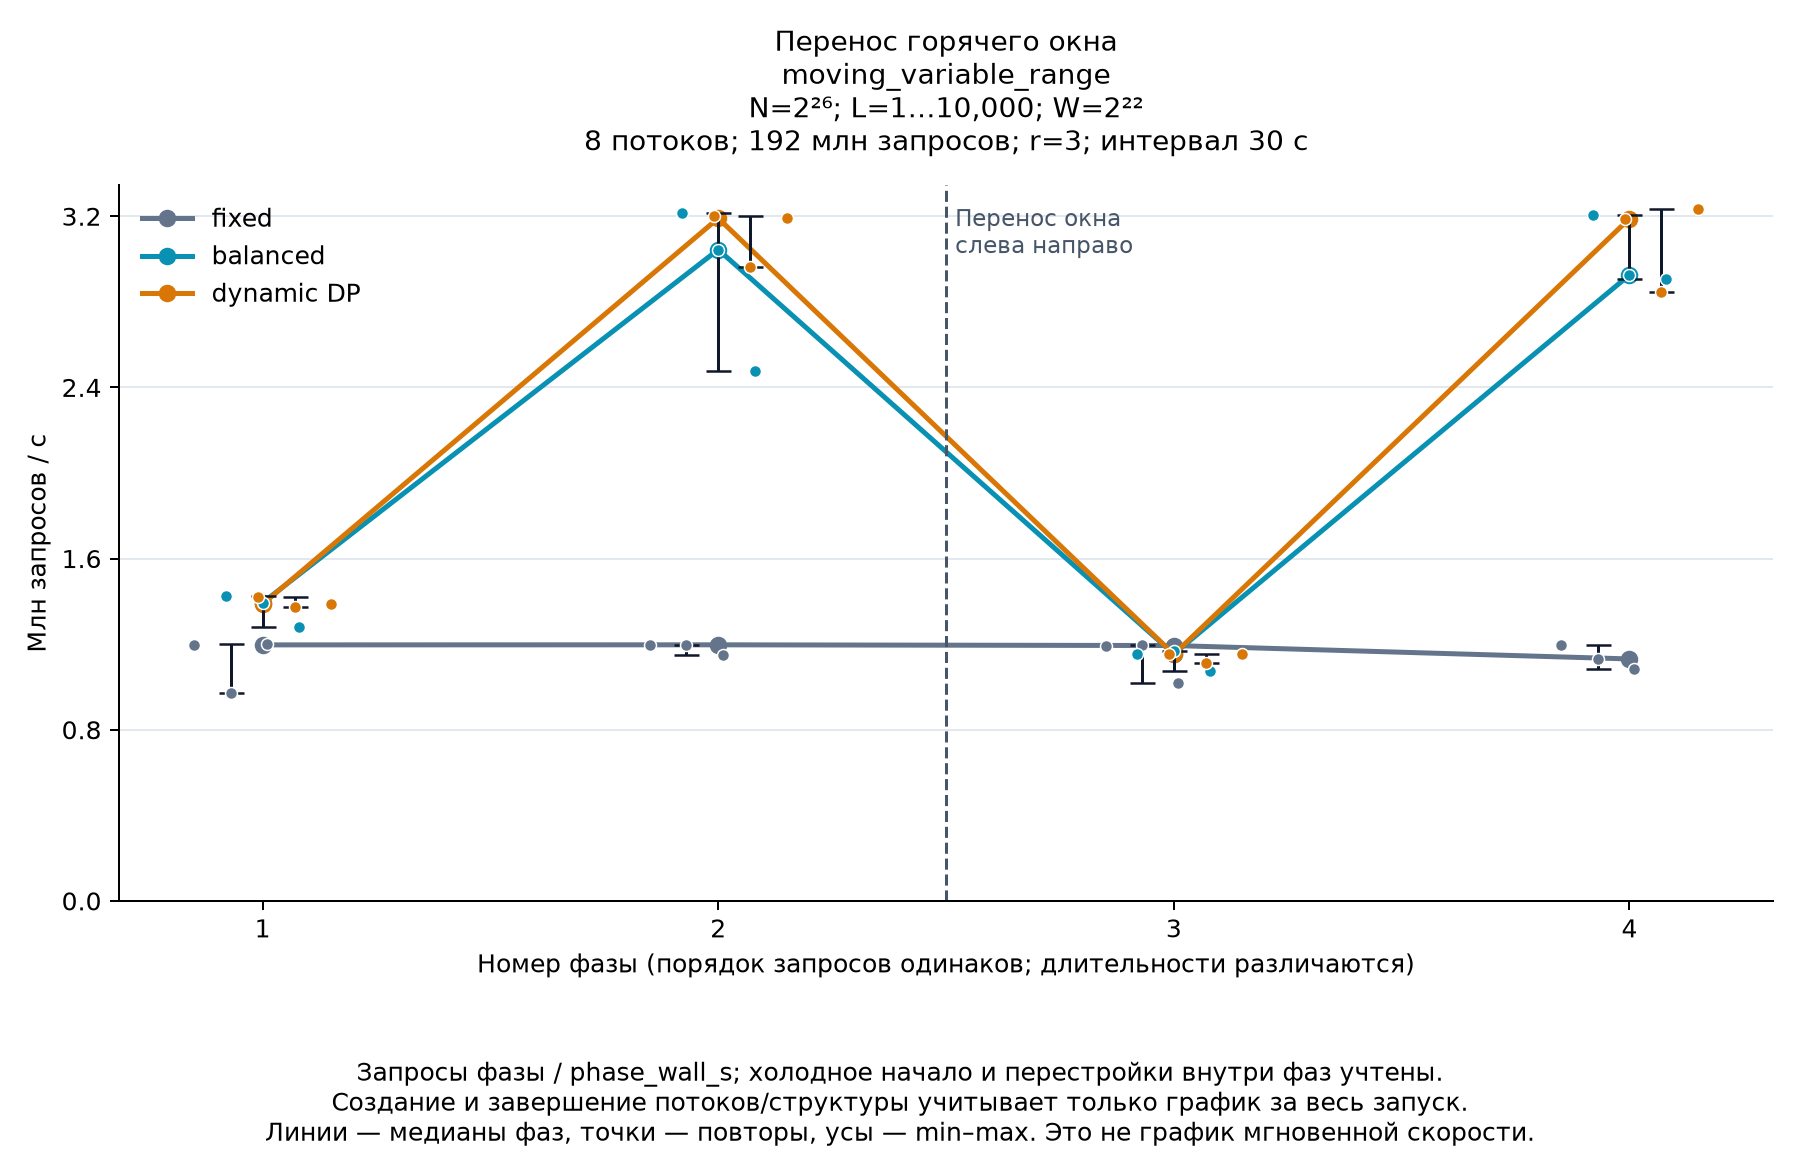 Перенос горячего окна
moving_variable_range
N=2²⁶; L=1…10,000; W=2²²
8 потоков; 192 млн запросов; r=3; интервал 30 с
fixed
balanced
dynamic DP
Перенос окна
слева направо
Млн запросов / с
3.2
2.4
1.6
0.8
0.0
1
2
3
4
Номер фазы (порядок запросов одинаков; длительности различаются)
Запросы фазы / phase_wall_s; холодное начало и перестройки внутри фаз учтены.
Создание и завершение потоков/структуры учитывает только график за весь запуск.
Линии — медианы фаз, точки — повторы, усы — min–max. Это не график мгновенной скорости.